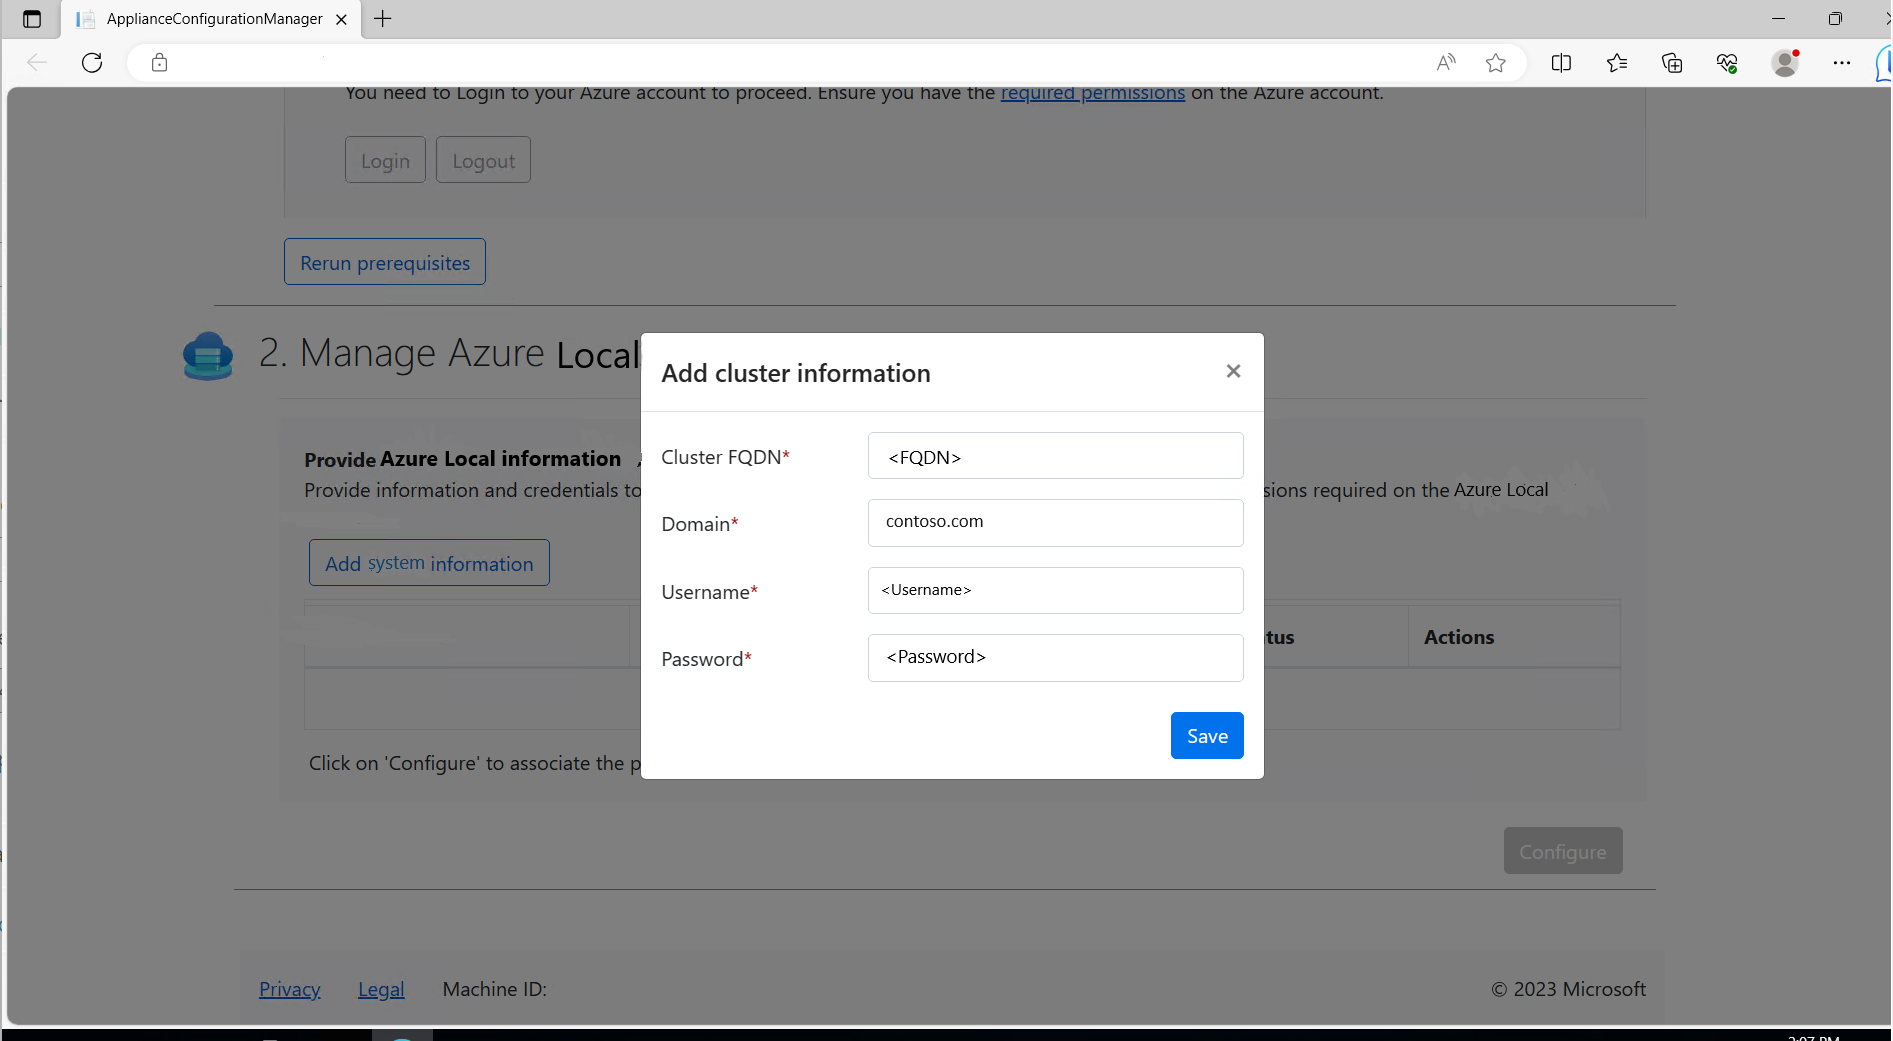 ApplianceConfigurationManager
You need to Login to your Azure account to proceed. Ensure you have the required permissions on the Azure account.
Login Logout
Rerun prerequisites
2. Manage Azure Local
Add cluster information
Cluster FQDN* <FQDN>
Domain* contoso.com
Username* <Username>
Password* <Password>
Save
Provide Azure Local information
Provide information and credentials to
sions required on the Azure Local
Add system information
tus Actions
Click on 'Configure' to associate the p
Configure
Privacy Legal Machine ID: © 2023 Microsoft